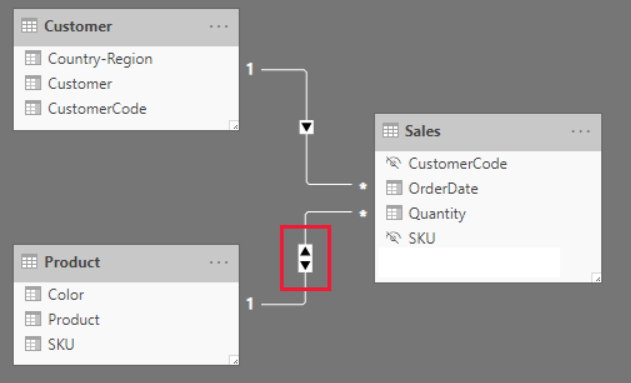 Customer ...
Country-Region
Customer
CustomerCode
1
*
Sales ...
CustomerCode
OrderDate
Quantity
SKU
*
1
Product ...
Color
Product
SKU